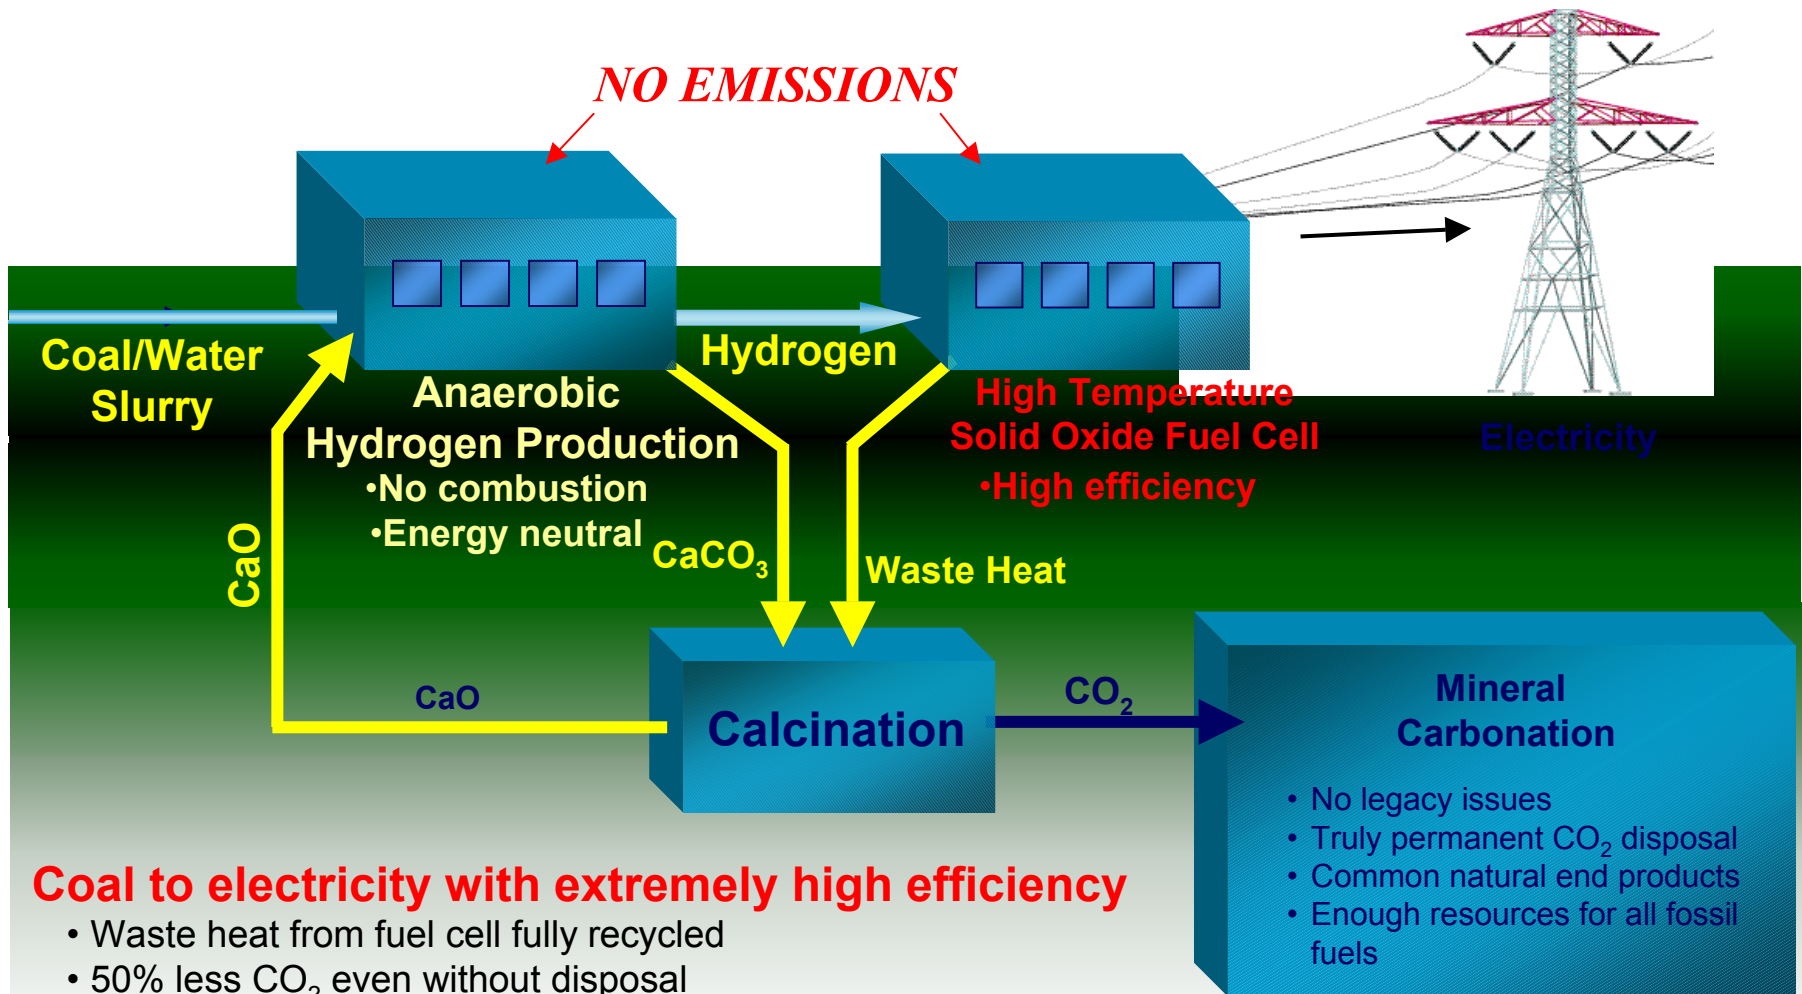 NO EMISSIONS
Coal/Water
Slurry
Hydrogen
Anaerobic
Hydrogen Production
•No combustion
•Energy neutral
High Temperature
Solid Oxide Fuel Cell
•High efficiency
Electricity
CaO
CaCO₃
Waste Heat
CaO
Calcination
CO₂
Mineral
Carbonation
• No legacy issues
• Truly permanent CO₂ disposal
• Common natural end products
• Enough resources for all fossil
fuels
Coal to electricity with extremely high efficiency
• Waste heat from fuel cell fully recycled
• 50% less CO₂ even without disposal